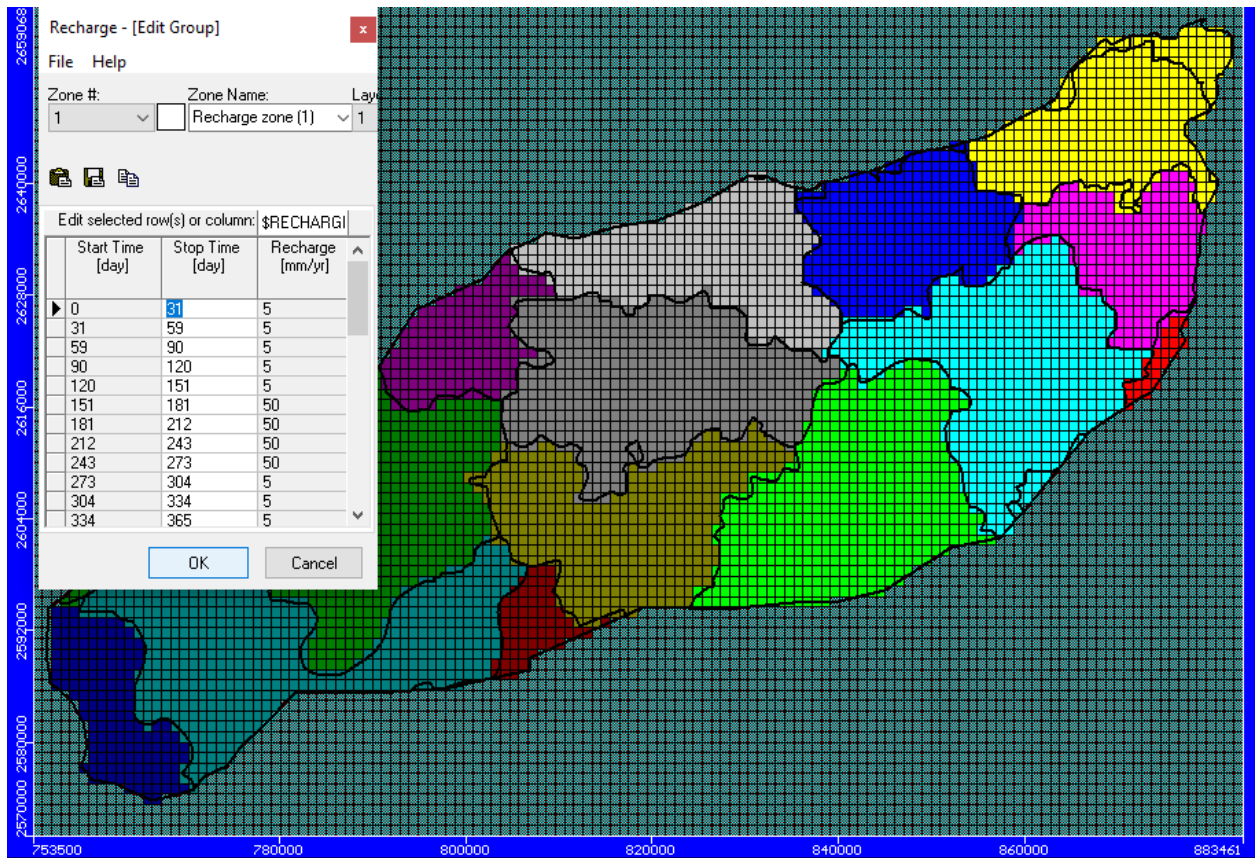 Recharge - [Edit Group]
x
File Help
Zone #: Zone Name: Lay
1 Recharge zone (1) 1
Edit selected row(s) or column: $RECHARGI
Start Time [day] Stop Time [day] Recharge [mm/yr]
0 31 5
31 59 5
59 90 5
90 120 5
120 151 5
151 181 50
181 212 50
212 243 50
243 273 50
273 304 5
304 334 5
334 365 5
OK Cancel
2659068
2640000
2628000
2616000
2604000
2592000
2580000
2570000
753500 780000 800000 820000 840000 860000 883461